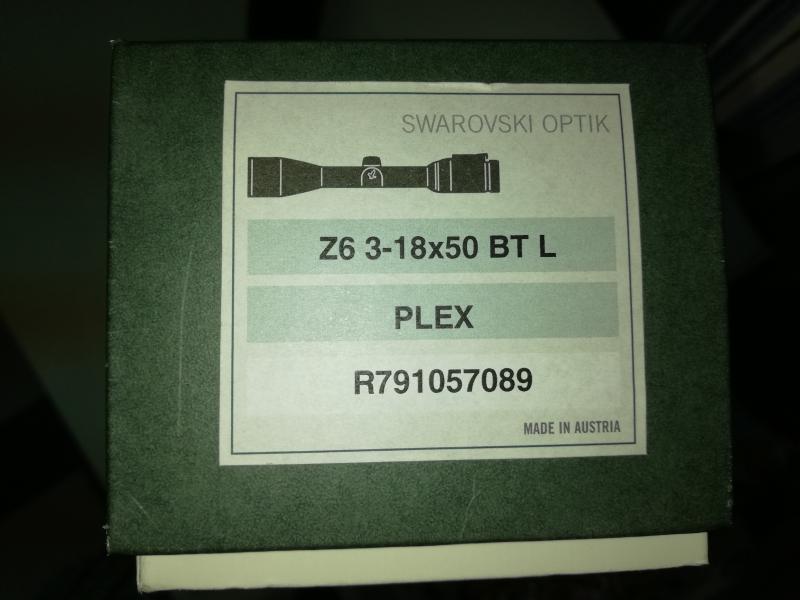 SWAROVSKI OPTIK
Z6 3-18x50 BT L
PLEX
R791057089
MADE IN AUSTRIA